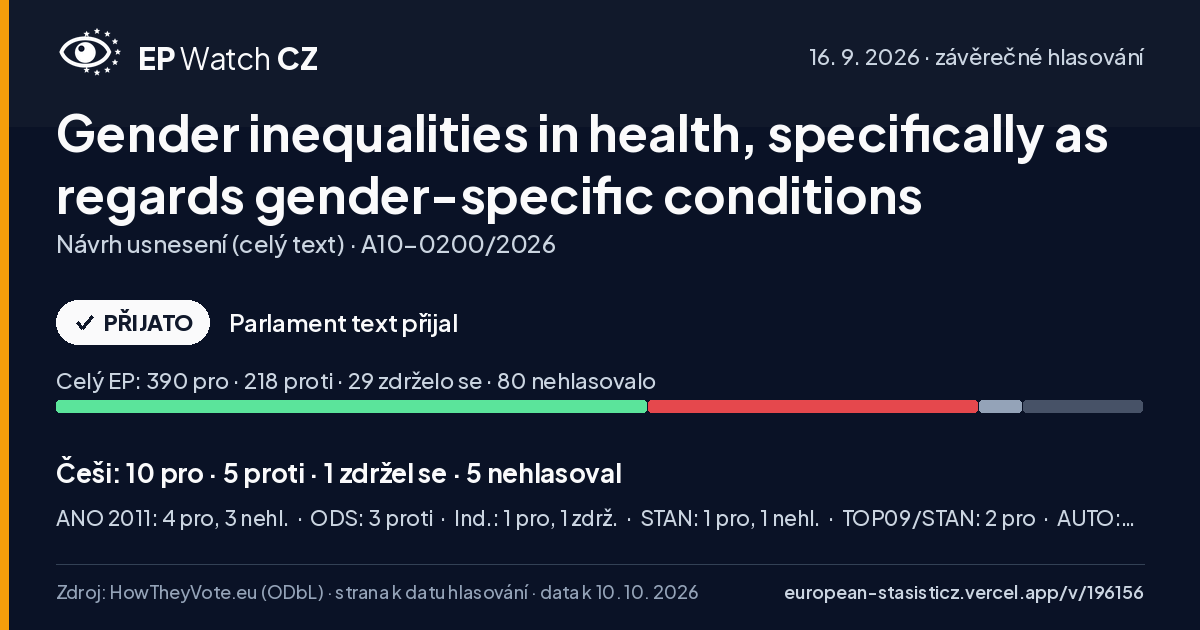 EP Watch CZ
16. 9. 2026 · závěrečné hlasování
Gender inequalities in health, specifically as
regards gender-specific conditions
Návrh usnesení (celý text) · A10-0200/2026
✓ PŘIJATO
Parlament text přijal
Celý EP: 390 pro · 218 proti · 29 zdrželo se · 80 nehlasovalo
Češi: 10 pro · 5 proti · 1 zdržel se · 5 nehlasoval
ANO 2011: 4 pro, 3 nehl. · ODS: 3 proti · Ind.: 1 pro, 1 zdrž. · STAN: 1 pro, 1 nehl. · TOP09/STAN: 2 pro · AUTO:…
Zdroj: HowTheyVote.eu (ODbL) · strana k datu hlasování · data k 10. 10. 2026
european-stasisticz.vercel.app/v/196156